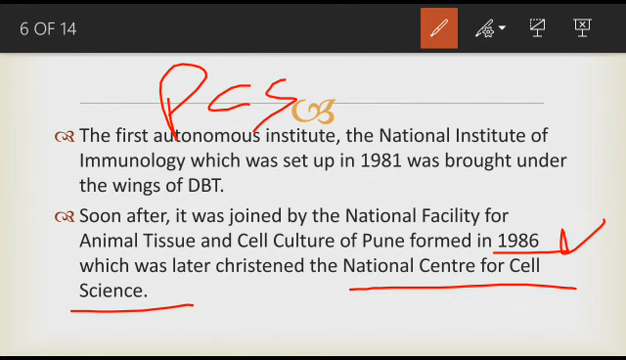 6 OF 14
PCS
The first autonomous institute, the National Institute of
Immunology which was set up in 1981 was brought under
the wings of DBT.
Soon after, it was joined by the National Facility for
Animal Tissue and Cell Culture of Pune formed in 1986
which was later christened the National Centre for Cell
Science.